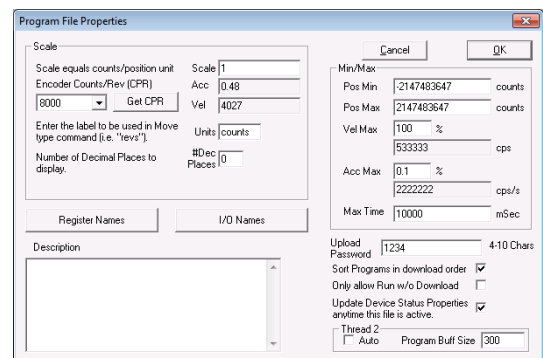 Program File Properties
Scale
Scale equals counts/position unit
Scale 1
Encoder Counts/Rev (CPR)
Acc 0.48
8000
Get CPR
Vel 4027
Enter the label to be used in Move
type command (i.e. "revs").
Units counts
Number of Decimal Places to
display.
#Dec
Places 0
Register Names
I/O Names
Description
Cancel
OK
Min/Max
Pos Min -2147483647 counts
Pos Max 2147483647 counts
Vel Max 100 %
533333 cps
Acc Max 0.1 %
2222222 cps/s
Max Time 10000 mSec
Upload
Password 1234 4-10 Chars
Sort Programs in download order
Only allow Run w/o Download
Update Device Status Properties
anytime this file is active.
Thread 2
Auto
Program Buff Size 300